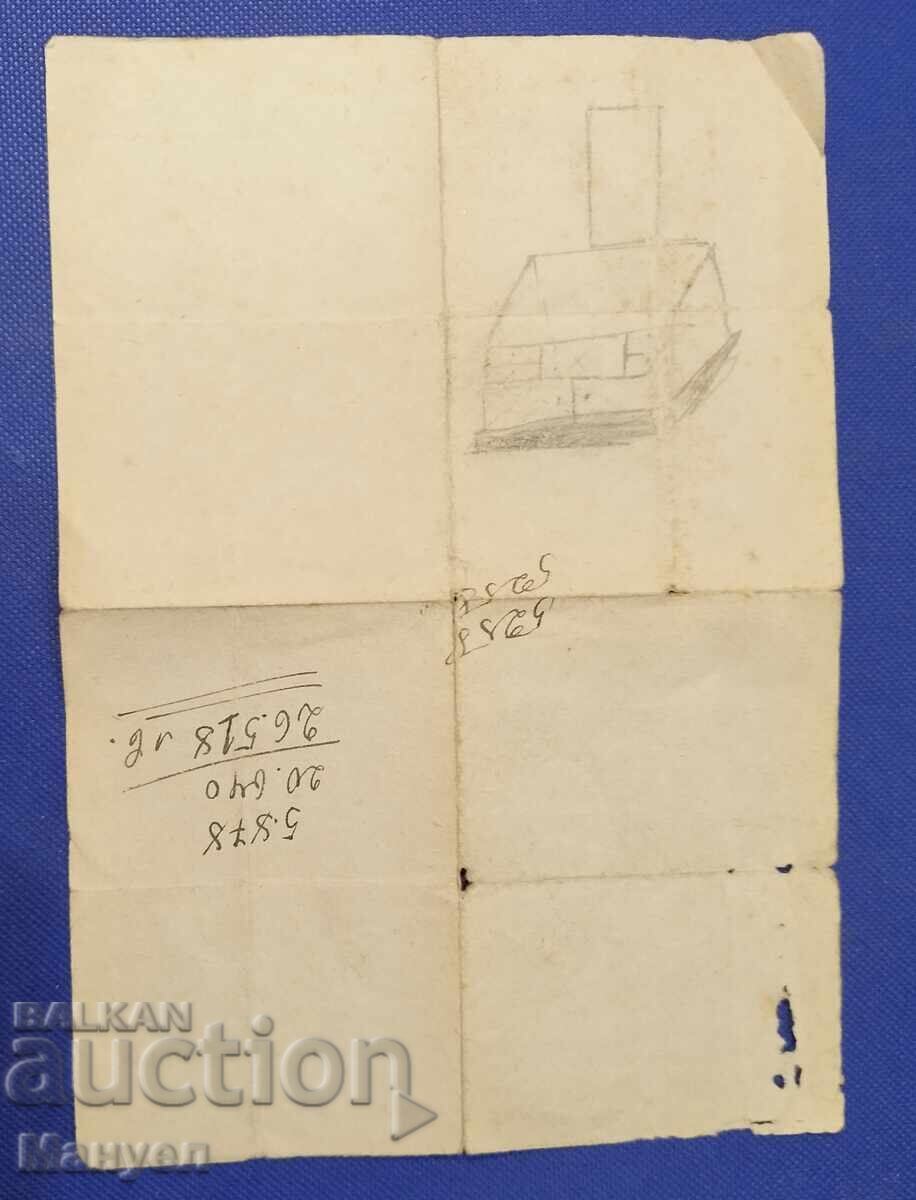 5.878
20.640
26.518 лв.
BALKAN
auction
Мануел